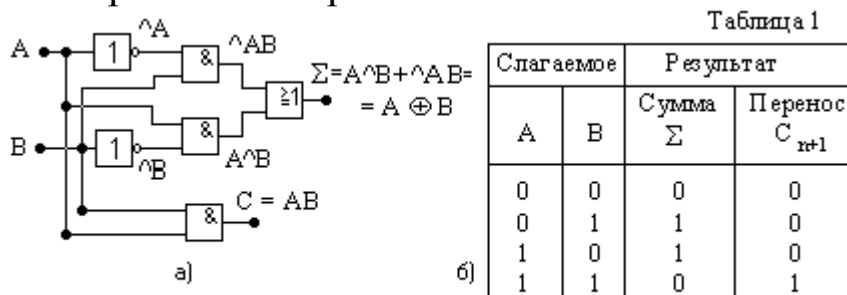 Таблица 1
^A
A
1
&
^AB
≥1
Σ=A^B+^AB=
= A ⊕ B
B
1
^B
&
A^B
&
C = AB
а)
б)
Слагаемое Результат
A B Сумма Σ Перенос C n+1
0 0 0 0
0 1 1 0
1 0 1 0
1 1 0 1